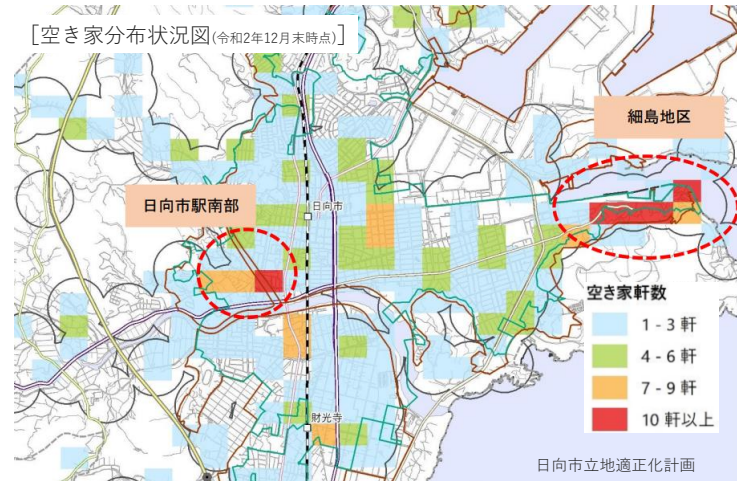 [空き家分布状況図(令和2年12月末時点)]
細島地区
日向市駅南部
日向市
空き家軒数
1 - 3 軒
4 - 6 軒
7 - 9 軒
10 軒以上
財光寺
日向市立地適正化計画